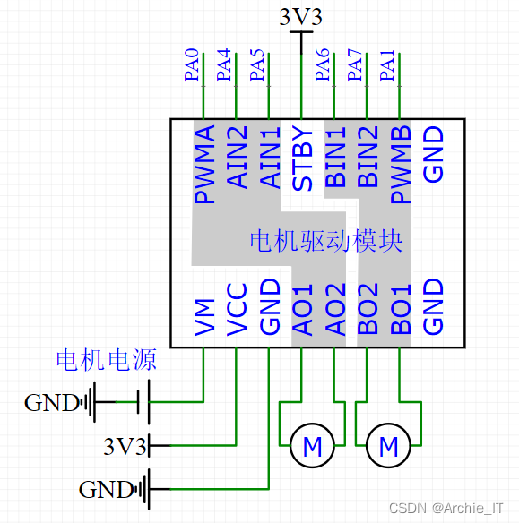 3V3
PA0 PA4 PA5 PA6 PA7 PA1
PWMA AIN2 AIN1 STBY BIN1 BIN2 PWMB GND
电机驱动模块
VM VCC GND AO1 AO2 BO2 BO1 GND
电机电源
GND
3V3
M M
GND
CSDN @Archie_IT